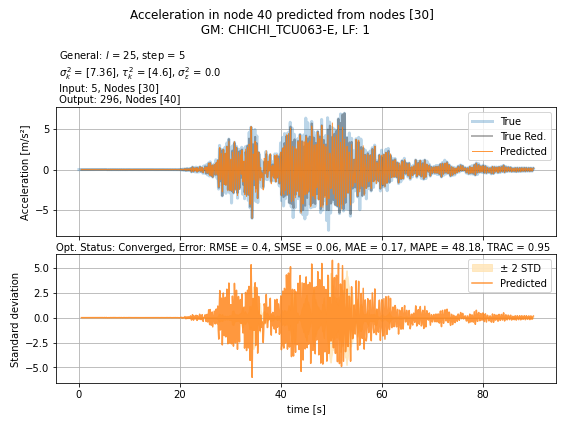 Acceleration in node 40 predicted from nodes [30]
GM: CHICHI_TCU063-E, LF: 1
General: l = 25, step = 5
σ²ₖ = [7.36], τ²ₖ = [4.6], σ²ε = 0.0
Input: 5, Nodes [30]
Output: 296, Nodes [40]
Acceleration [m/s²]
5
0
−5
True
True Red.
Predicted
Opt. Status: Converged, Error: RMSE = 0.4, SMSE = 0.06, MAE = 0.17, MAPE = 48.18, TRAC = 0.95
Standard deviation
5.0
2.5
0.0
−2.5
−5.0
± 2 STD
Predicted
0 20 40 60 80
time [s]